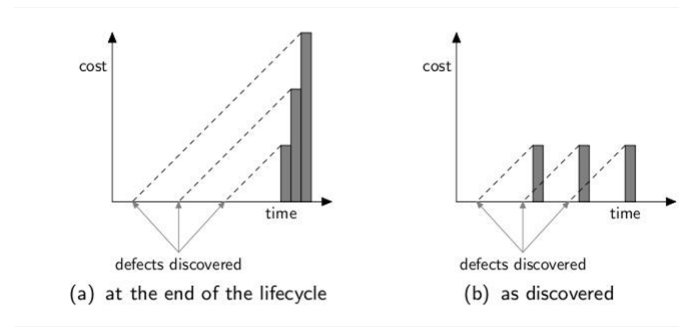 cost
time
defects discovered
(a) at the end of the lifecycle
cost
time
defects discovered
(b) as discovered